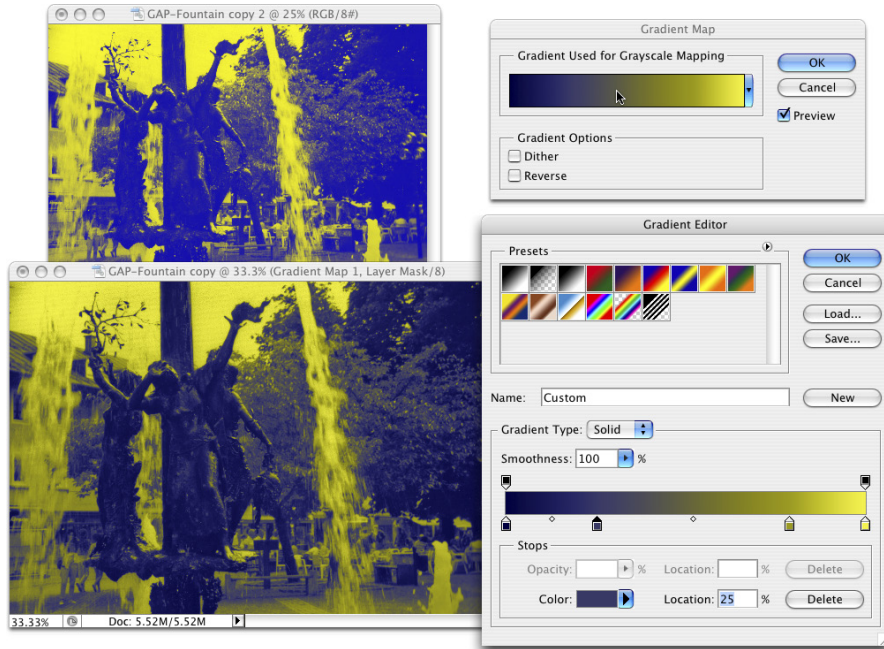 GAP-Fountain copy 2 @ 25% (RGB/8#)
GAP-Fountain copy @ 33.3% (Gradient Map 1, Layer Mask/8)
33.33% Doc: 5.52M/5.52M
Gradient Map
Gradient Used for Grayscale Mapping
OK
Cancel
Preview
Gradient Options
Dither
Reverse
Gradient Editor
Presets
OK
Cancel
Load...
Save...
Name: Custom New
Gradient Type: Solid
Smoothness: 100 %
Stops
Opacity: % Location: % Delete
Color: Location: 25 % Delete